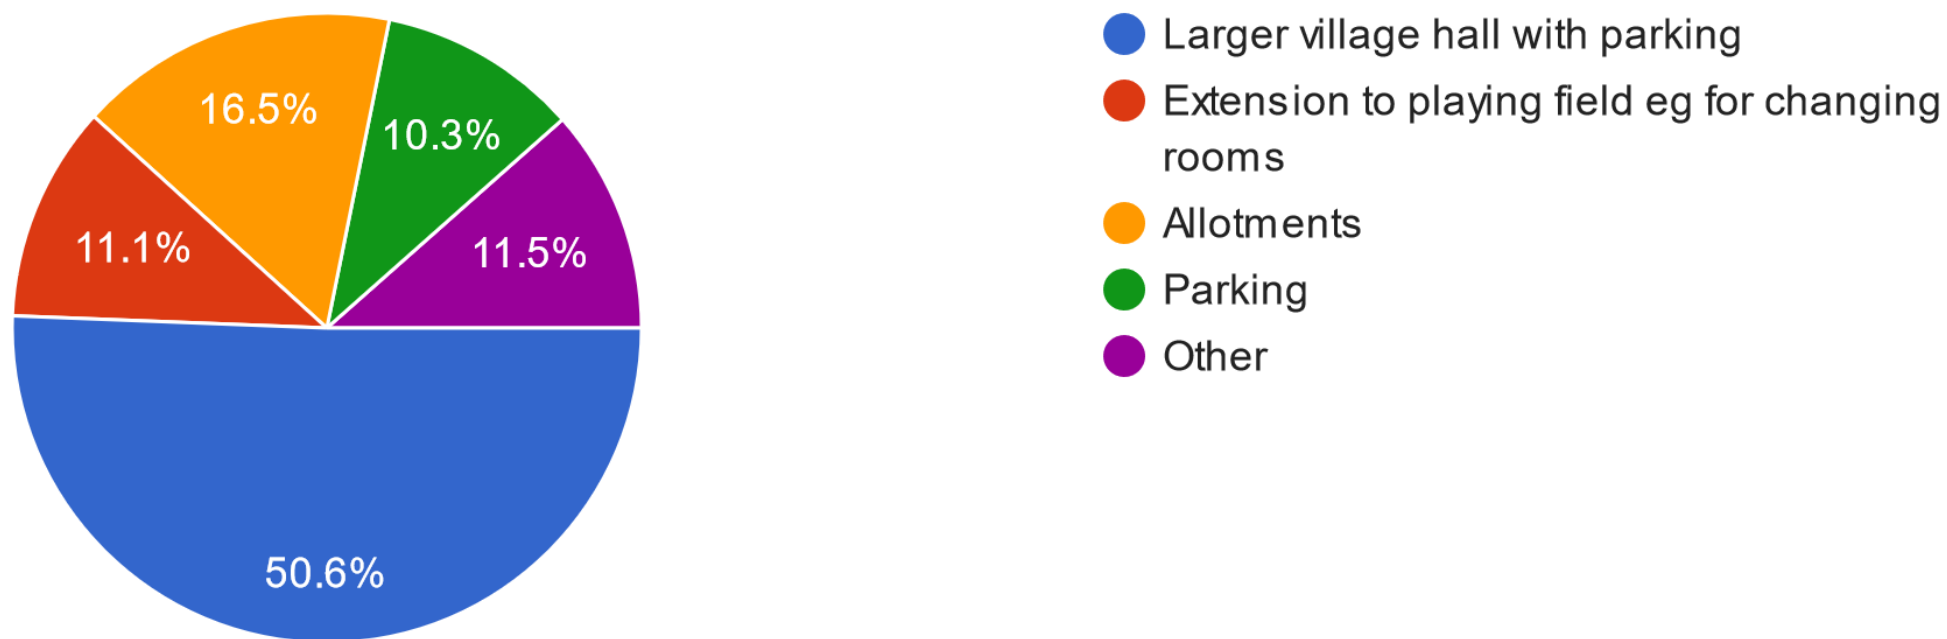 16.5%
10.3%
11.1%
11.5%
50.6%
Larger village hall with parking
Extension to playing field eg for changing
rooms
Allotments
Parking
Other